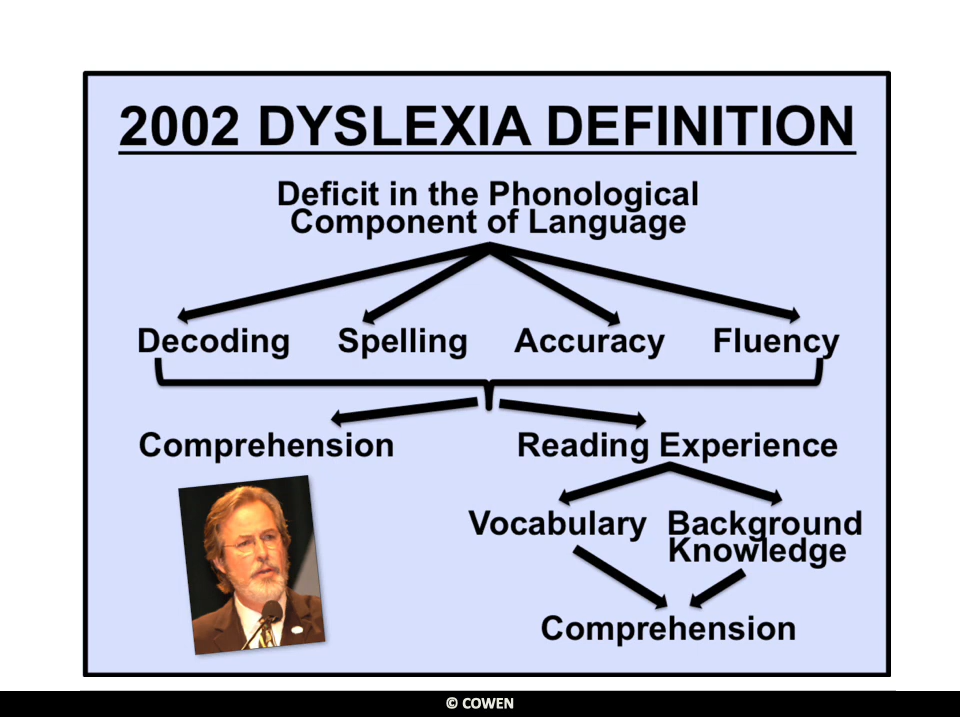 2002 DYSLEXIA DEFINITION
Deficit in the Phonological
Component of Language
Decoding Spelling Accuracy Fluency
Comprehension Reading Experience
Vocabulary Background
Knowledge
Comprehension
© COWEN